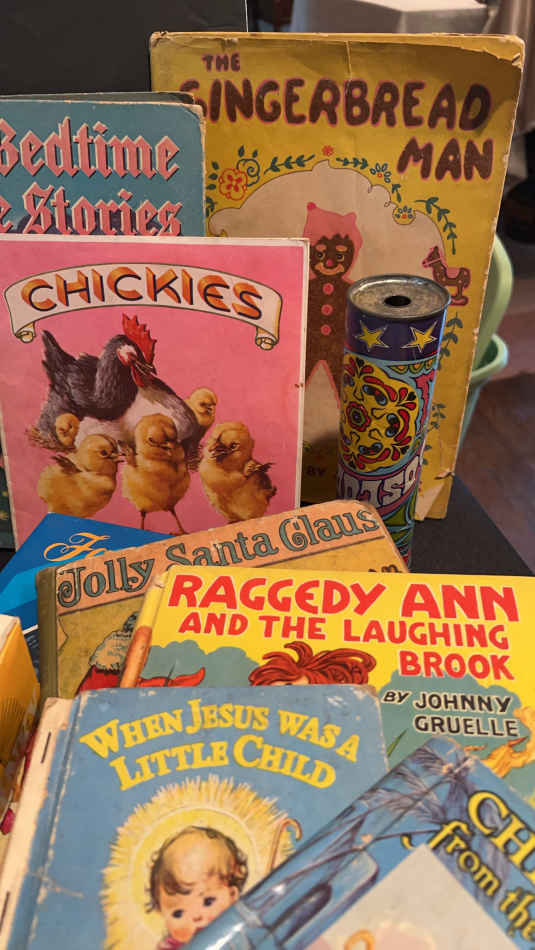 THE
GINGERBREAD
MAN
Bedtime
Stories
CHICKIES
BY
Jolly Santa Claus
RAGGEDY ANN
AND THE LAUGHING
BROOK
BY JOHNNY
GRUELLE
WHEN JESUS WAS A
LITTLE CHILD
from the